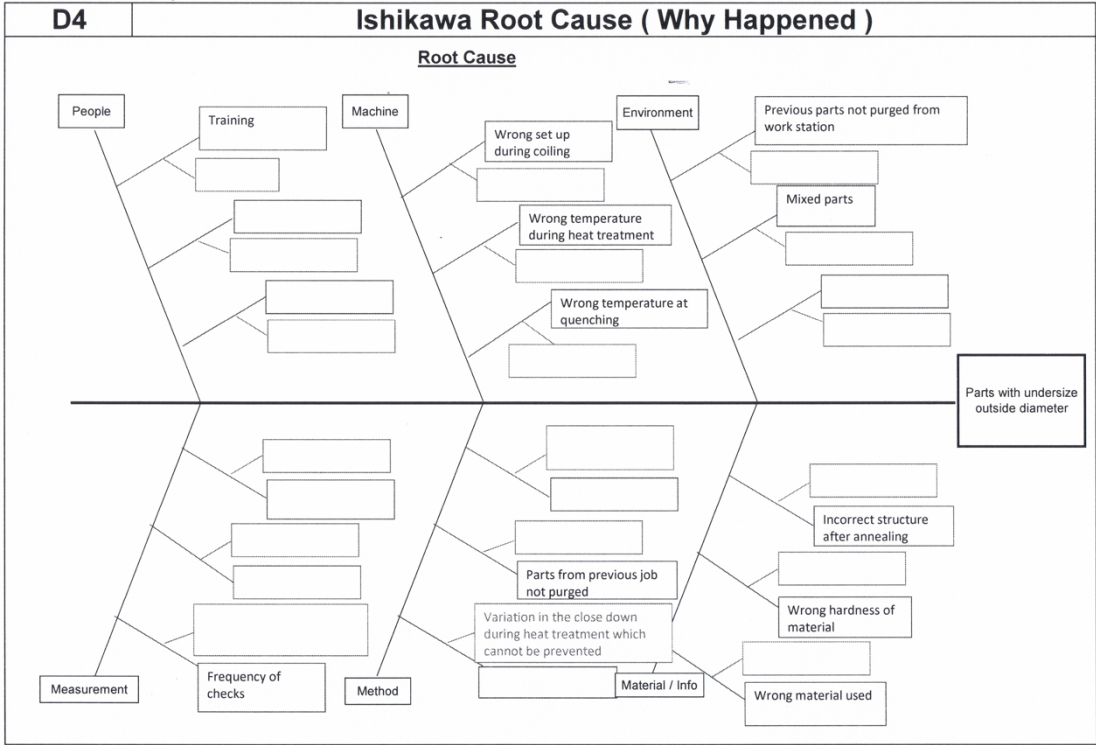 D4
Ishikawa Root Cause ( Why Happened )
Root Cause
People
Training
Machine
Wrong set up
during coiling
Wrong temperature
during heat treatment
Wrong temperature at
quenching
Environment
Previous parts not purged from
work station
Mixed parts
Parts with undersize
outside diameter
Measurement
Frequency of
checks
Method
Parts from previous job
not purged
Variation in the close down
during heat treatment which
cannot be prevented
Material / Info
Incorrect structure
after annealing
Wrong hardness of
material
Wrong material used